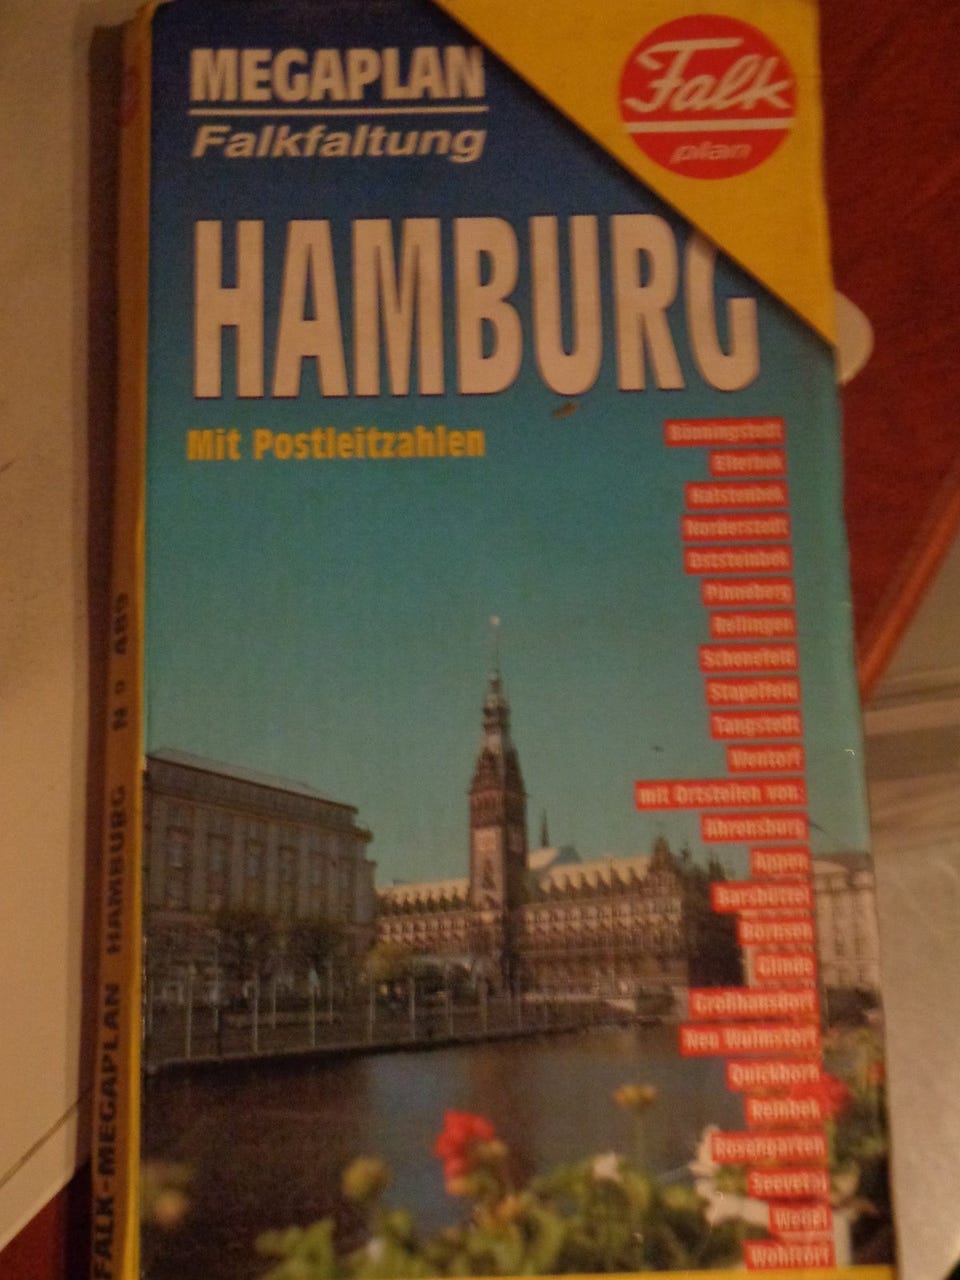 MEGAPLAN
Falkfaltung
Falk
plan
HAMBURG
Mit Postleitzahlen
Bönningstedt
Ellerbek
Halstenbek
Norderstedt
Oststeinbek
Pinneberg
Rellingen
Schenefeld
Stapelfeld
Tangstedt
Wentorf
mit Ortsteilen von:
Ahrensburg
Appen
Barsbüttel
Börnsen
Glinde
Großhansdorf
Neu Wulmstorf
Quickborn
Reinbek
Rosengarten
Seevetal
Wedel
Wohltorf
FALK-MEGAPLAN HAMBURG N° 489